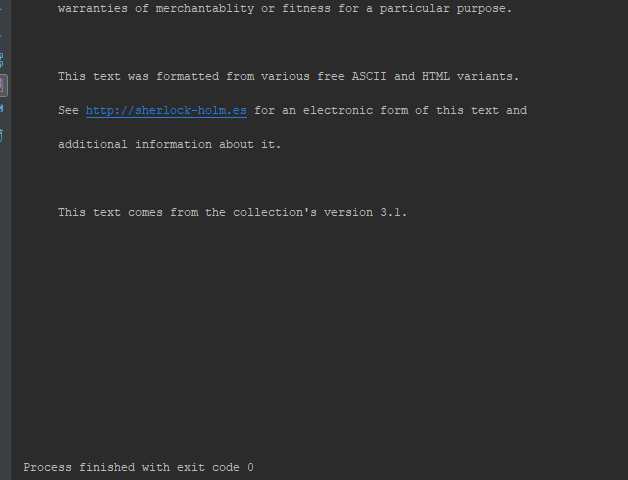 warranties of merchantablity or fitness for a particular purpose.
This text was formatted from various free ASCII and HTML variants.
See http://sherlock-holm.es for an electronic form of this text and
additional information about it.
This text comes from the collection's version 3.1.
Process finished with exit code 0